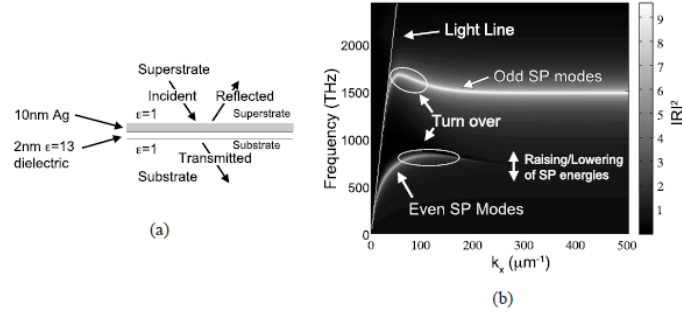 Superstrate
Incident
Reflected
10nm Ag
ε=1
Superstrate
2nm ε=13
dielectric
ε=1
Substrate
Transmitted
Substrate
(a)
Light Line
Odd SP modes
Turn over
Raising/Lowering
of SP energies
Even SP Modes
Frequency (THz)
2000
1500
1000
500
0
0 100 200 300 400 500
kₓ (μm⁻¹)
9
8
7
6
5
4
3
2
1
|R|²
(b)